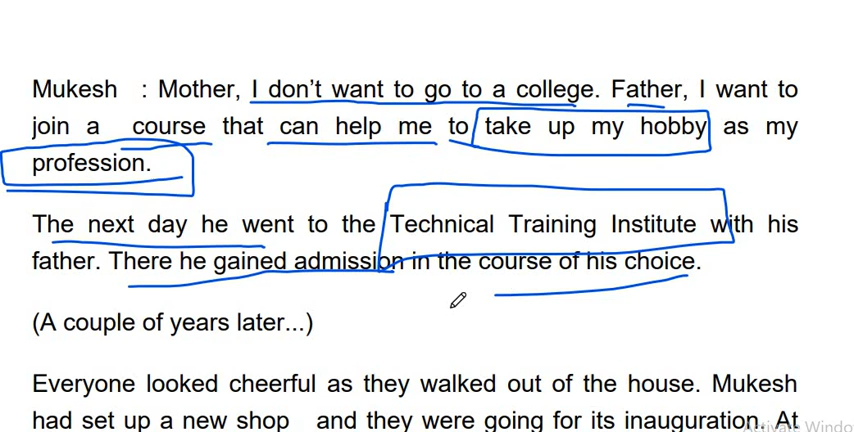 Mukesh : Mother, I don't want to go to a college. Father, I want to
join a course that can help me to take up my hobby as my
profession.
The next day he went to the Technical Training Institute with his
father. There he gained admission in the course of his choice.
(A couple of years later...)
Everyone looked cheerful as they walked out of the house. Mukesh
had set up a new shop and they were going for its inauguration. At
Activate Windo